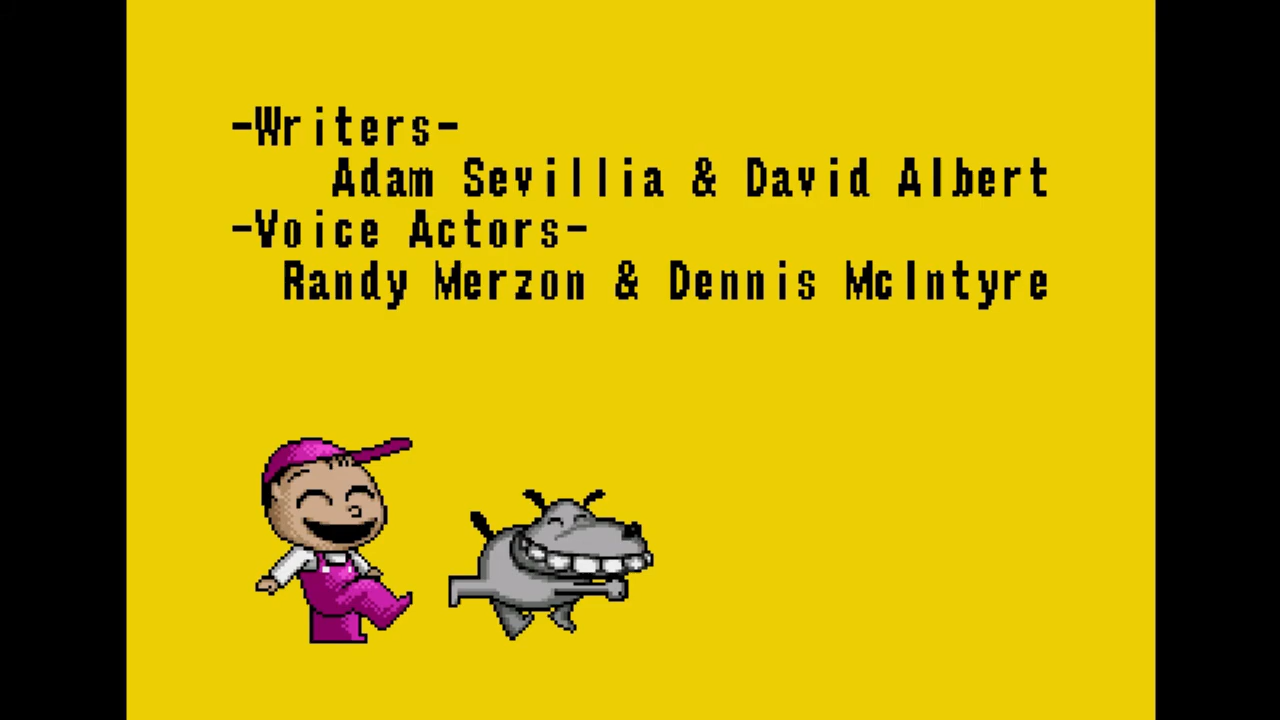 -Writers-
Adam Sevillia & David Albert
-Voice Actors-
Randy Merzon & Dennis McIntyre